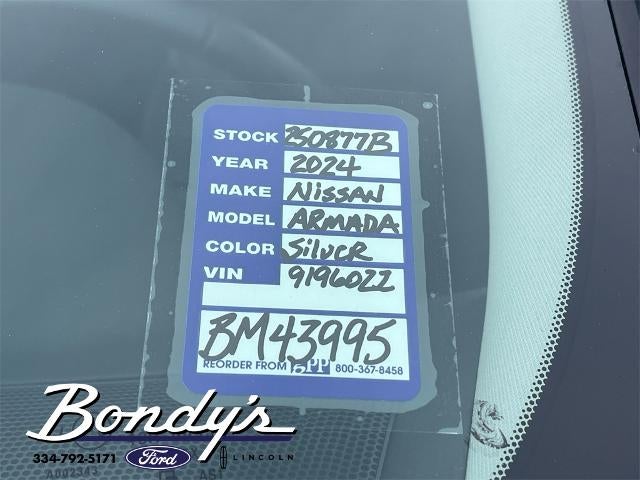 STOCK 250877B
YEAR 2024
MAKE NISSAN
MODEL ARMADA
COLOR SilvcR
VIN 9196022
BM43995
REORDER FROM 800-367-8458
Bondy's
334-792-5171 Ford LINCOLN